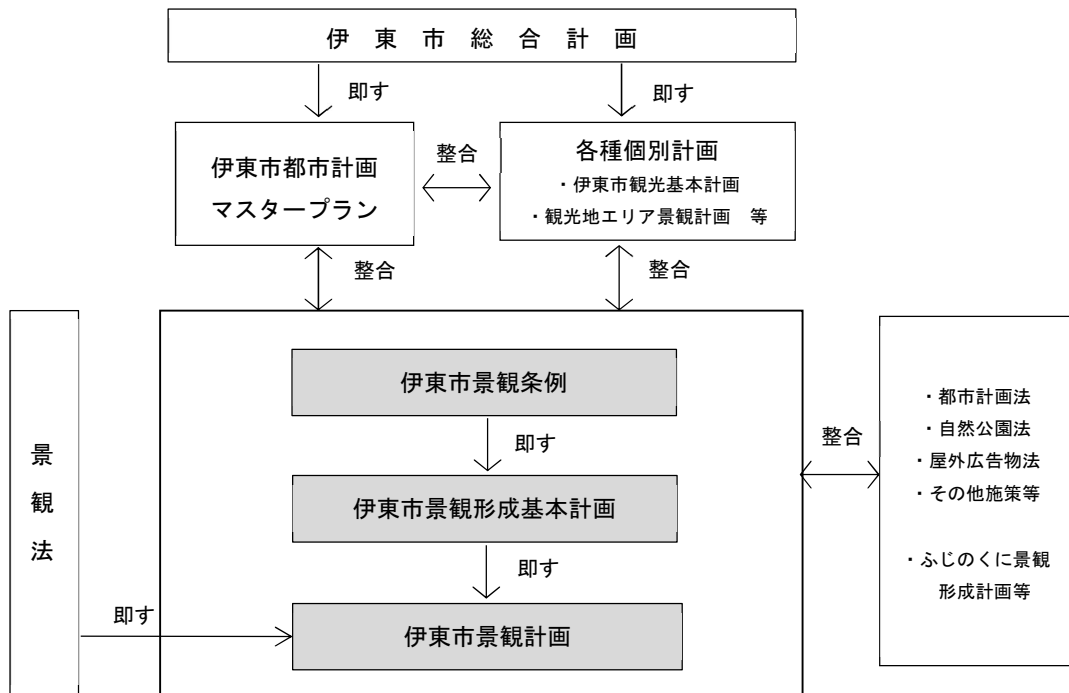 伊東市総合計画
即す
即す
伊東市都市計画
マスタープラン
整合
各種個別計画
・伊東市観光基本計画
・観光地エリア景観計画　等
整合
整合
景観法
伊東市景観条例
即す
伊東市景観形成基本計画
即す
即す
伊東市景観計画
整合
・都市計画法
・自然公園法
・屋外広告物法
・その他施策等
・ふじのくに景観
形成計画等